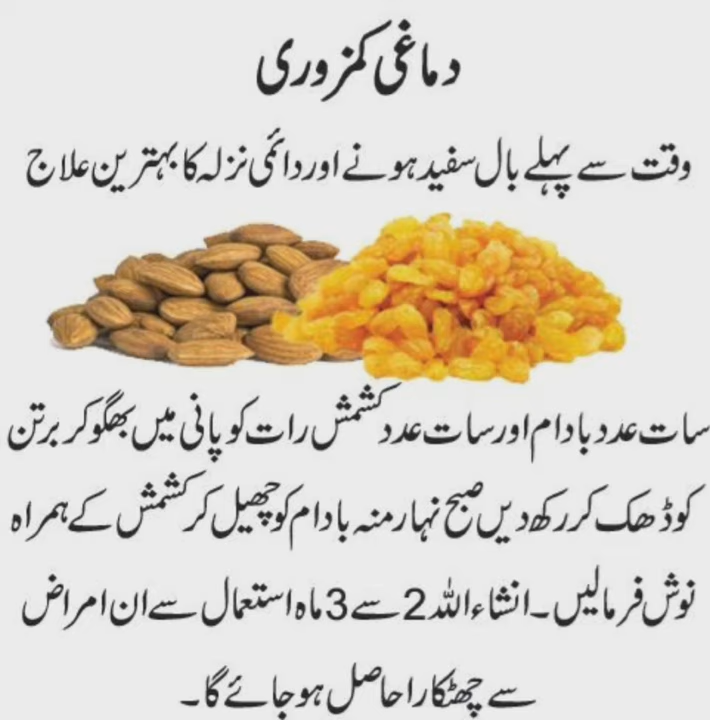 دماغی کمزوری
وقت سے پہلے بال سفید ہونے اور دائمی نزلہ کا بہترین علاج
سات عدد بادام اور سات عدد کشمش رات کو پانی میں بھگو کر برتن
کو ڈھک کر رکھ دیں صبح نہار منہ بادام کو چھیل کر کشمش کے ہمراہ
نوش فرمالیں۔ انشاء اللہ 2 سے 3 ماہ استعمال سے ان امراض
سے چھٹکارا حاصل ہو جائے گا۔